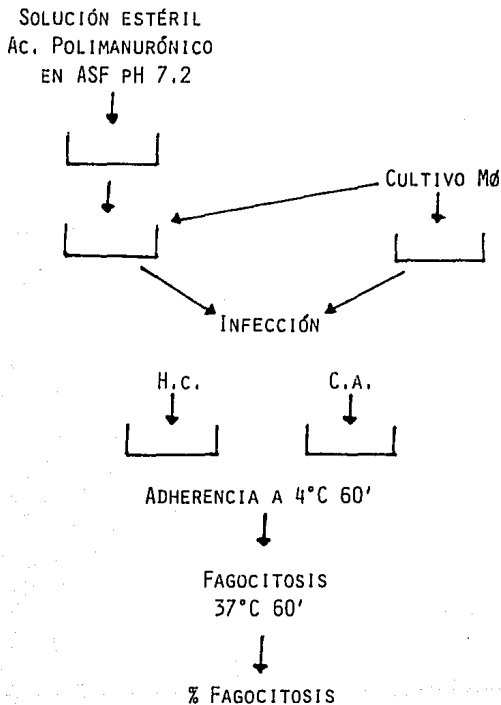 SOLUCIÓN ESTÉRIL
AC. POLIMANURÓNICO
EN ASF PH 7.2
CULTIVO MØ
INFECCIÓN
H.C. C.A.
ADHERENCIA A 4°C 60'
FAGOCITOSIS
37°C 60'
% FAGOCITOSIS